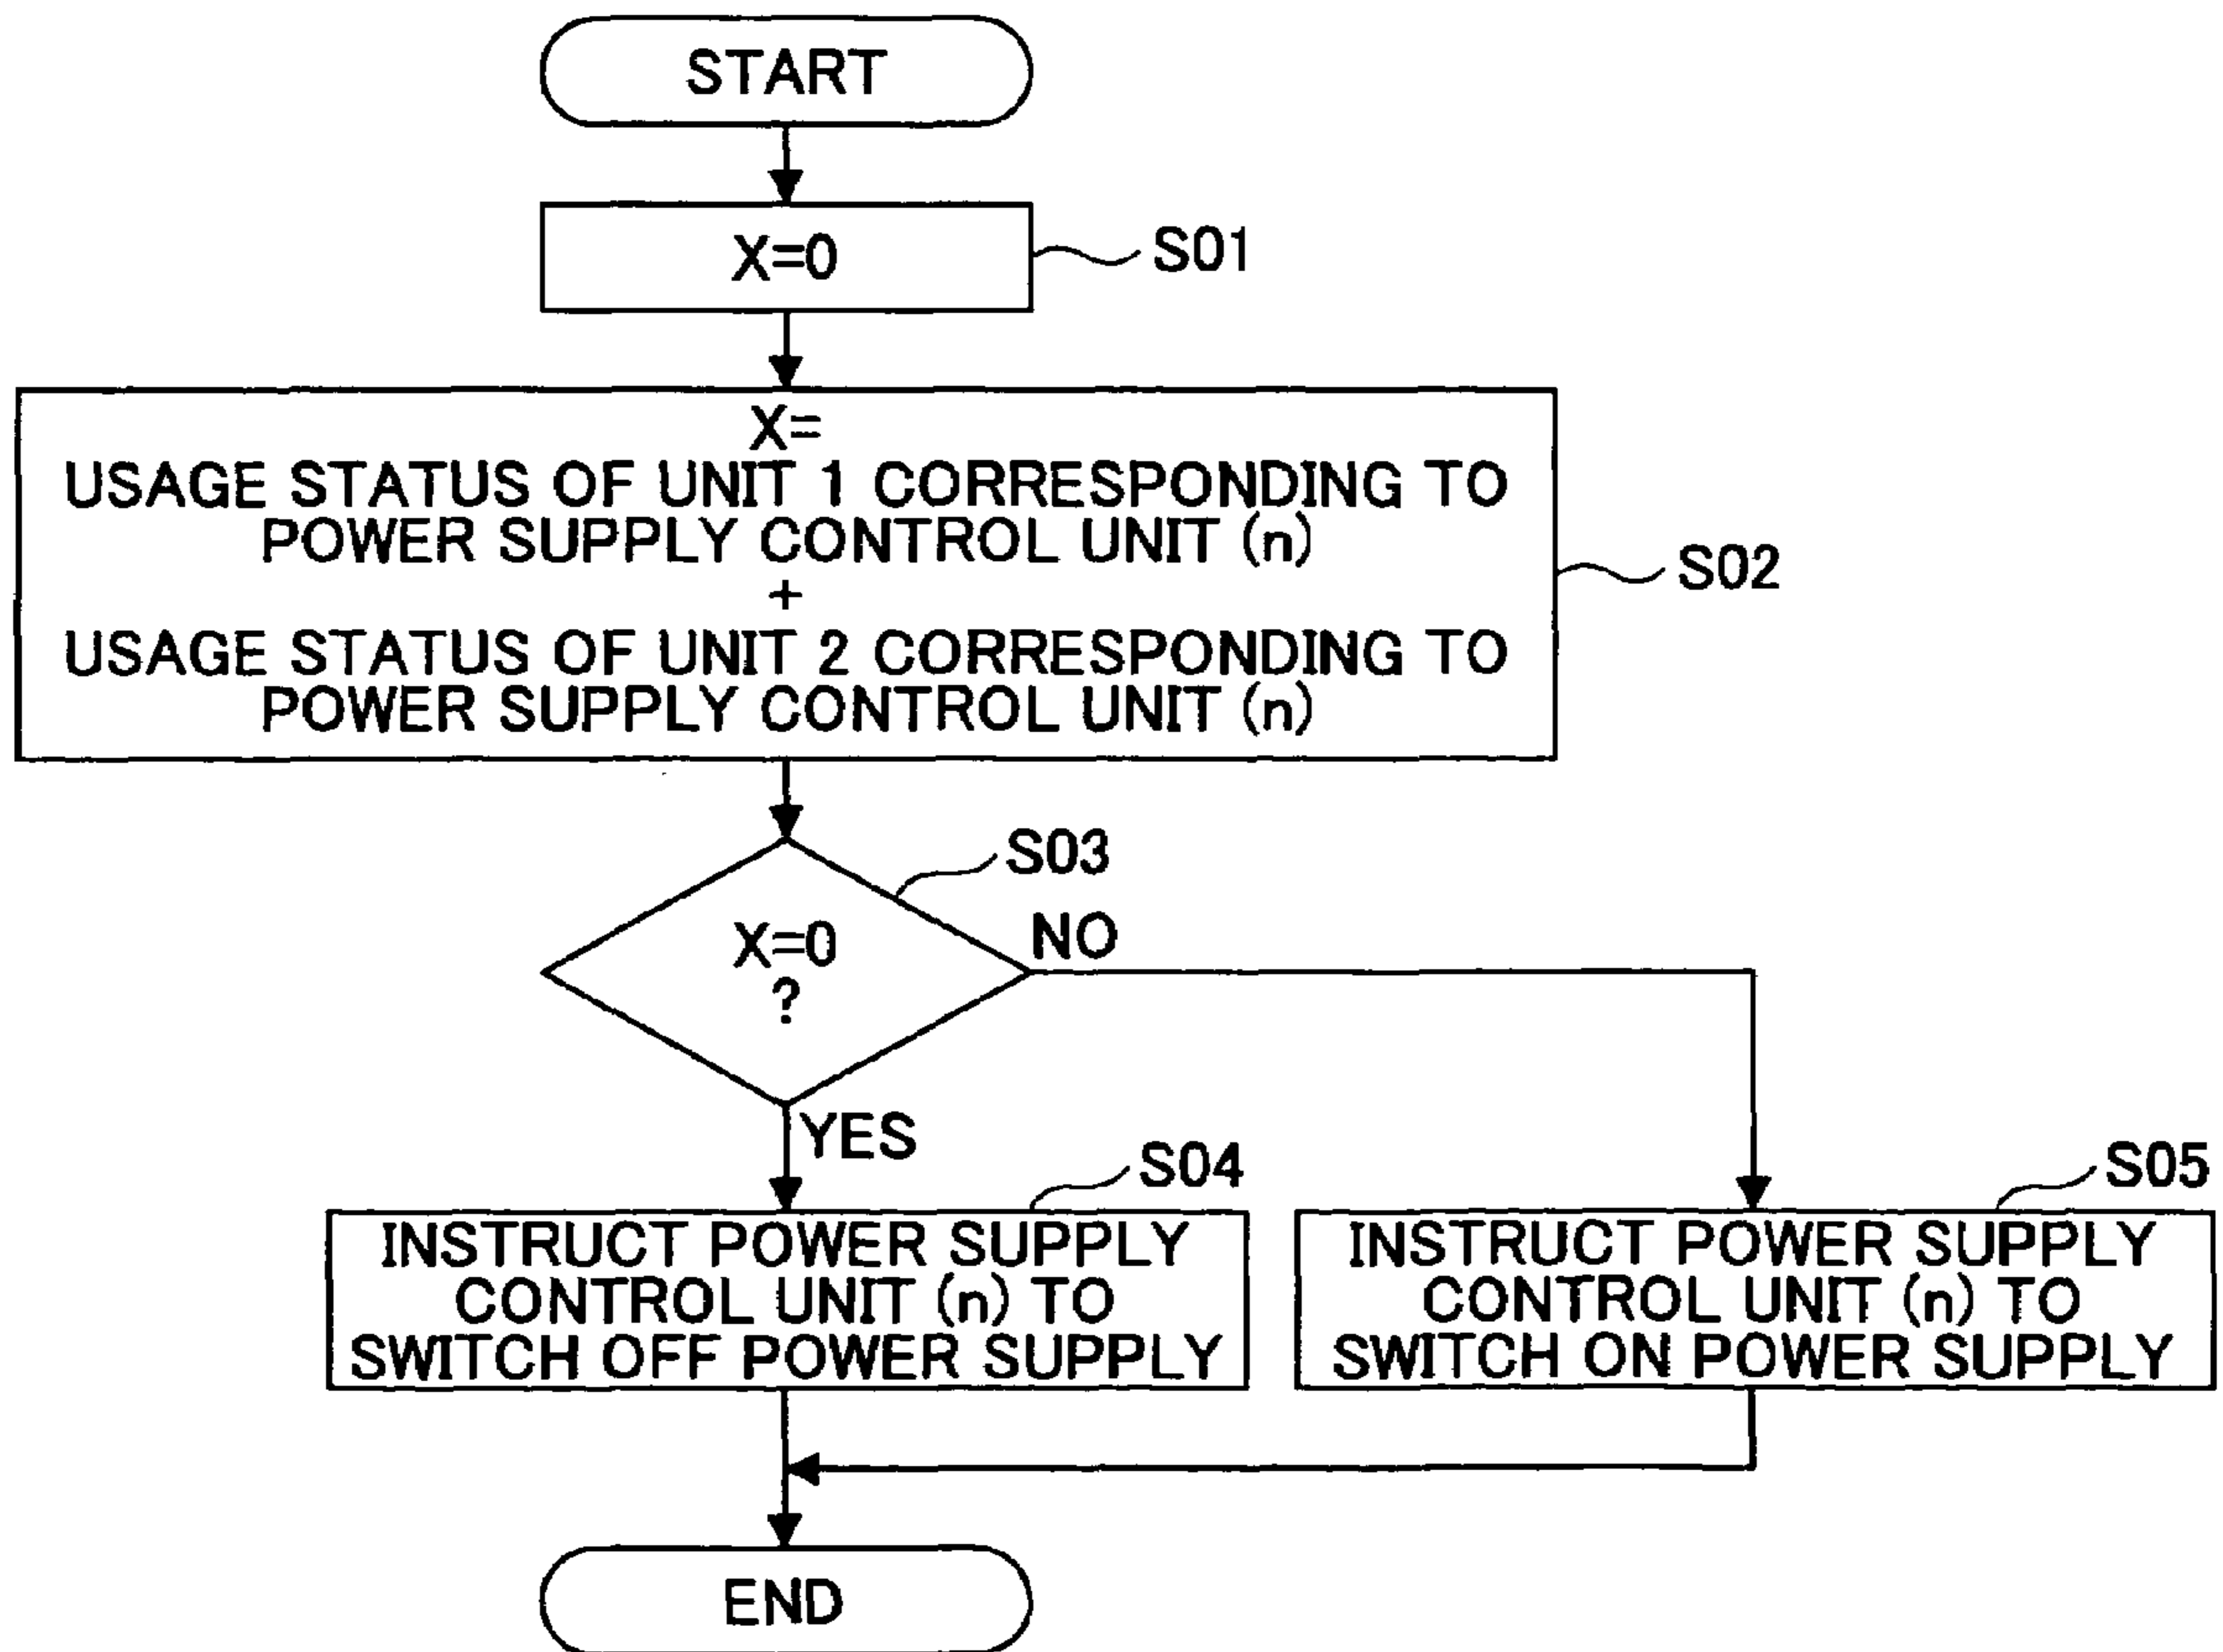 START
X=0
S01
X=
USAGE STATUS OF UNIT 1 CORRESPONDING TO
POWER SUPPLY CONTROL UNIT (n)
+
USAGE STATUS OF UNIT 2 CORRESPONDING TO
POWER SUPPLY CONTROL UNIT (n)
S02
S03
X=0
?
NO
YES
S04
INSTRUCT POWER SUPPLY
CONTROL UNIT (n) TO
SWITCH OFF POWER SUPPLY
S05
INSTRUCT POWER SUPPLY
CONTROL UNIT (n) TO
SWITCH ON POWER SUPPLY
END